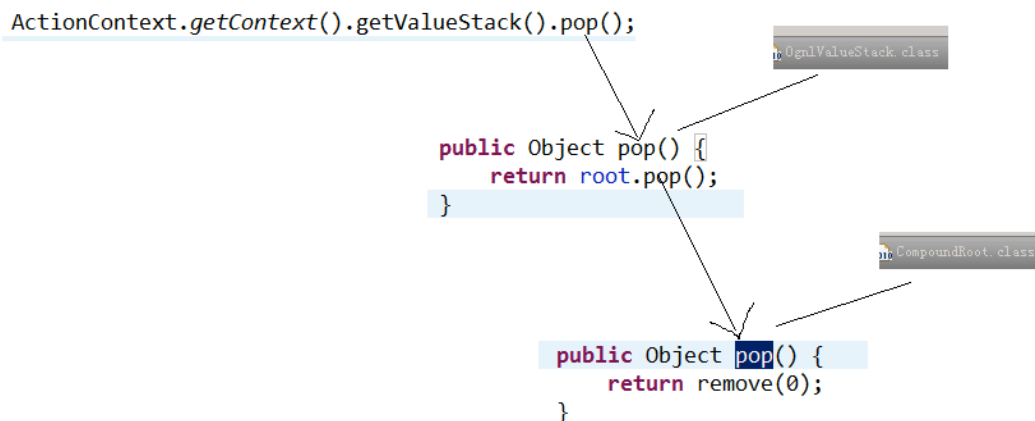 ActionContext.getContext().getValueStack().pop();
OgnlValueStack.class
public Object pop() {
return root.pop();
}
CompoundRoot.class
public Object pop() {
return remove(0);
}